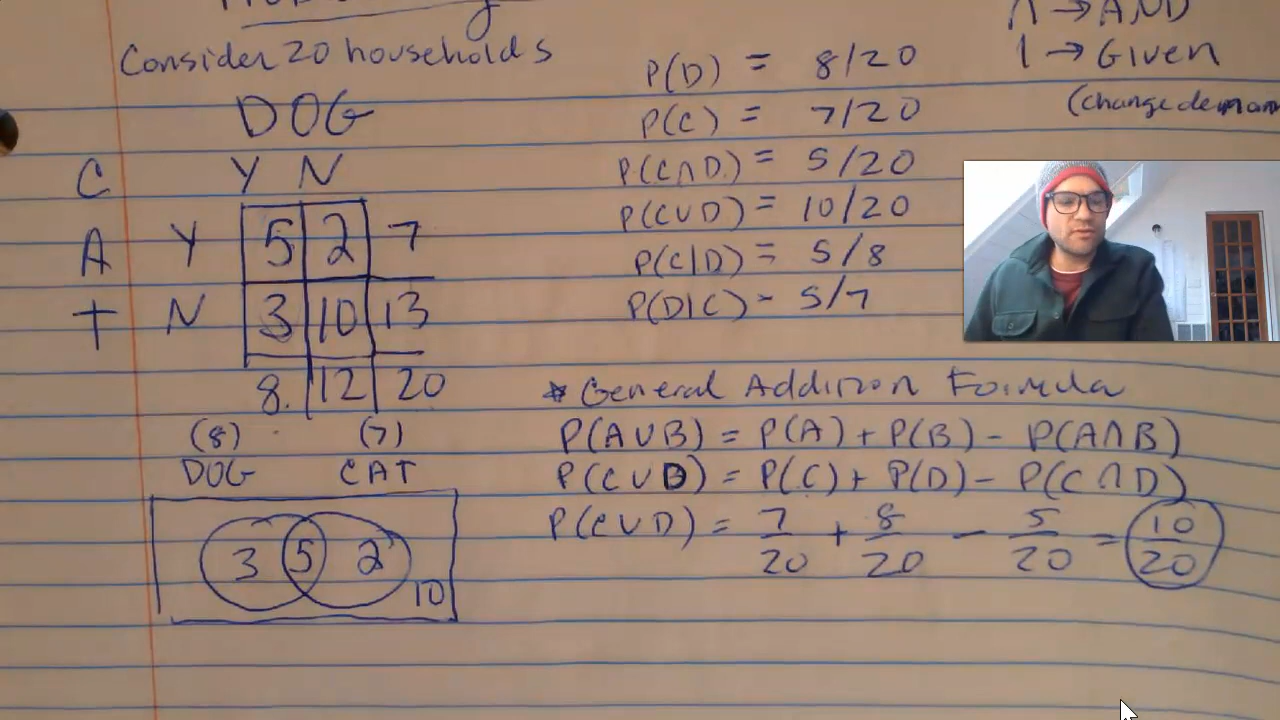 Consider 20 households
DOG
C Y N
A Y 5 2 7
T N 3 10 13
8. 12 20
(8) (7)
DOG CAT
3 5 2
10
P(D) = 8/20
P(C) = 7/20
P(C∩D) = 5/20
P(C∪D) = 10/20
P(C|D) = 5/8
P(D|C) = 5/7
∩ → AND
| → Given
(change
* General Addition Formula
P(A∪B) = P(A) + P(B) - P(A∩B)
P(C∪D) = P(C) + P(D) - P(C∩D)
P(C∪D) = 7/20 + 8/20 - 5/20 = 10/20